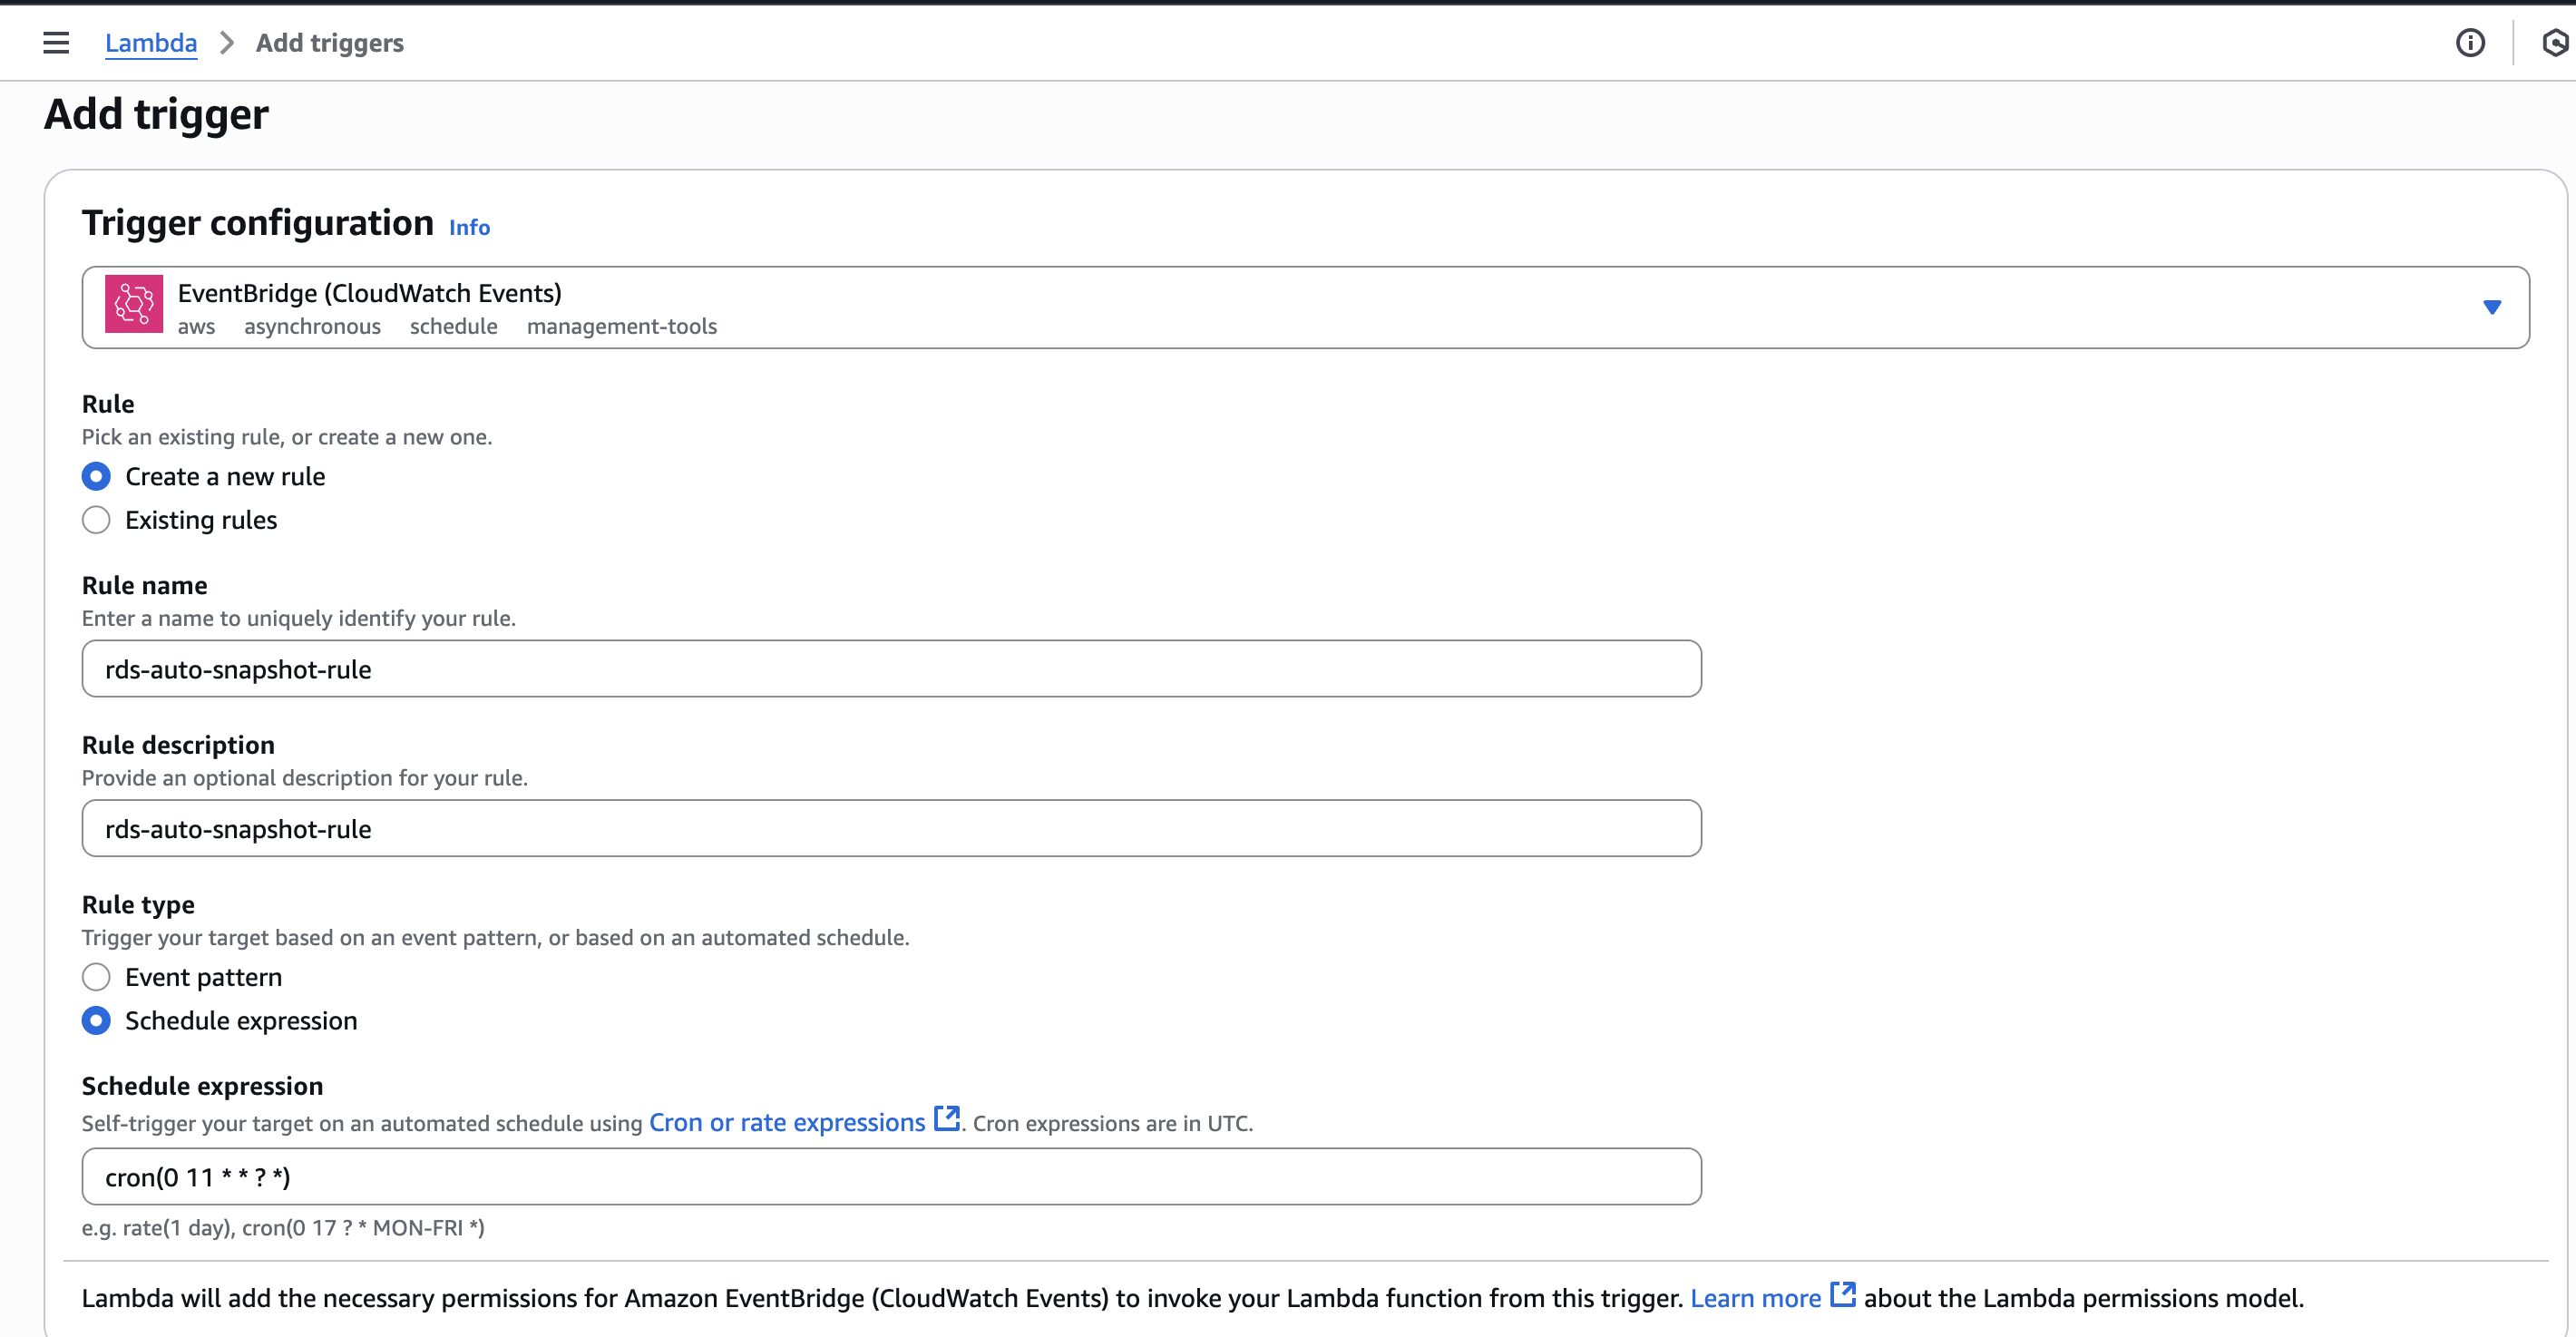 Lambda > Add triggers
Add trigger
Trigger configuration Info
EventBridge (CloudWatch Events)
aws asynchronous schedule management-tools
Rule
Pick an existing rule, or create a new one.
Create a new rule
Existing rules
Rule name
Enter a name to uniquely identify your rule.
rds-auto-snapshot-rule
Rule description
Provide an optional description for your rule.
rds-auto-snapshot-rule
Rule type
Trigger your target based on an event pattern, or based on an automated schedule.
Event pattern
Schedule expression
Schedule expression
Self-trigger your target on an automated schedule using Cron or rate expressions. Cron expressions are in UTC.
cron(0 11 * * ? *)
e.g. rate(1 day), cron(0 17 ? * MON-FRI *)
Lambda will add the necessary permissions for Amazon EventBridge (CloudWatch Events) to invoke your Lambda function from this trigger. Learn more about the Lambda permissions model.